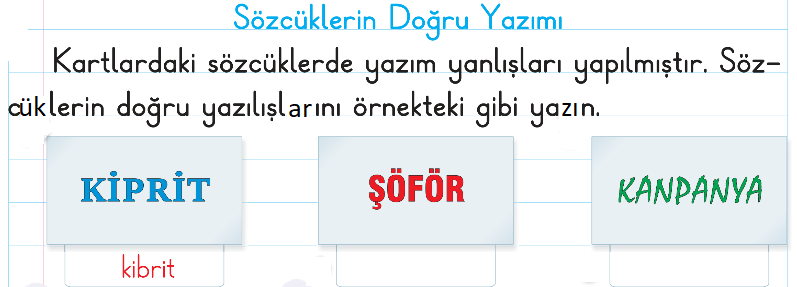 Sözcüklerin Doğru Yazımı
Kartlardaki sözcüklerde yazım yanlışları yapılmıştır. Söz-
cüklerin doğru yazılışlarını örnekteki gibi yazın.
KİPRİT ŞÖFÖR KANPANYA
kibrit